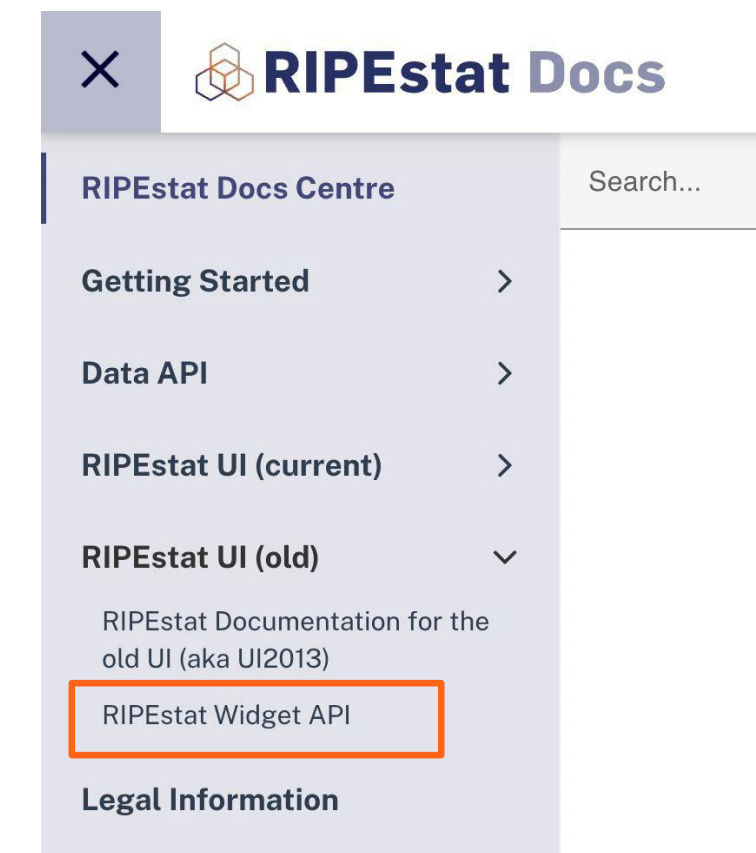 RIPEstat Docs
RIPEstat Docs Centre
Search...
Getting Started
Data API
RIPEstat UI (current)
RIPEstat UI (old)
RIPEstat Documentation for the
old UI (aka UI2013)
RIPEstat Widget API
Legal Information